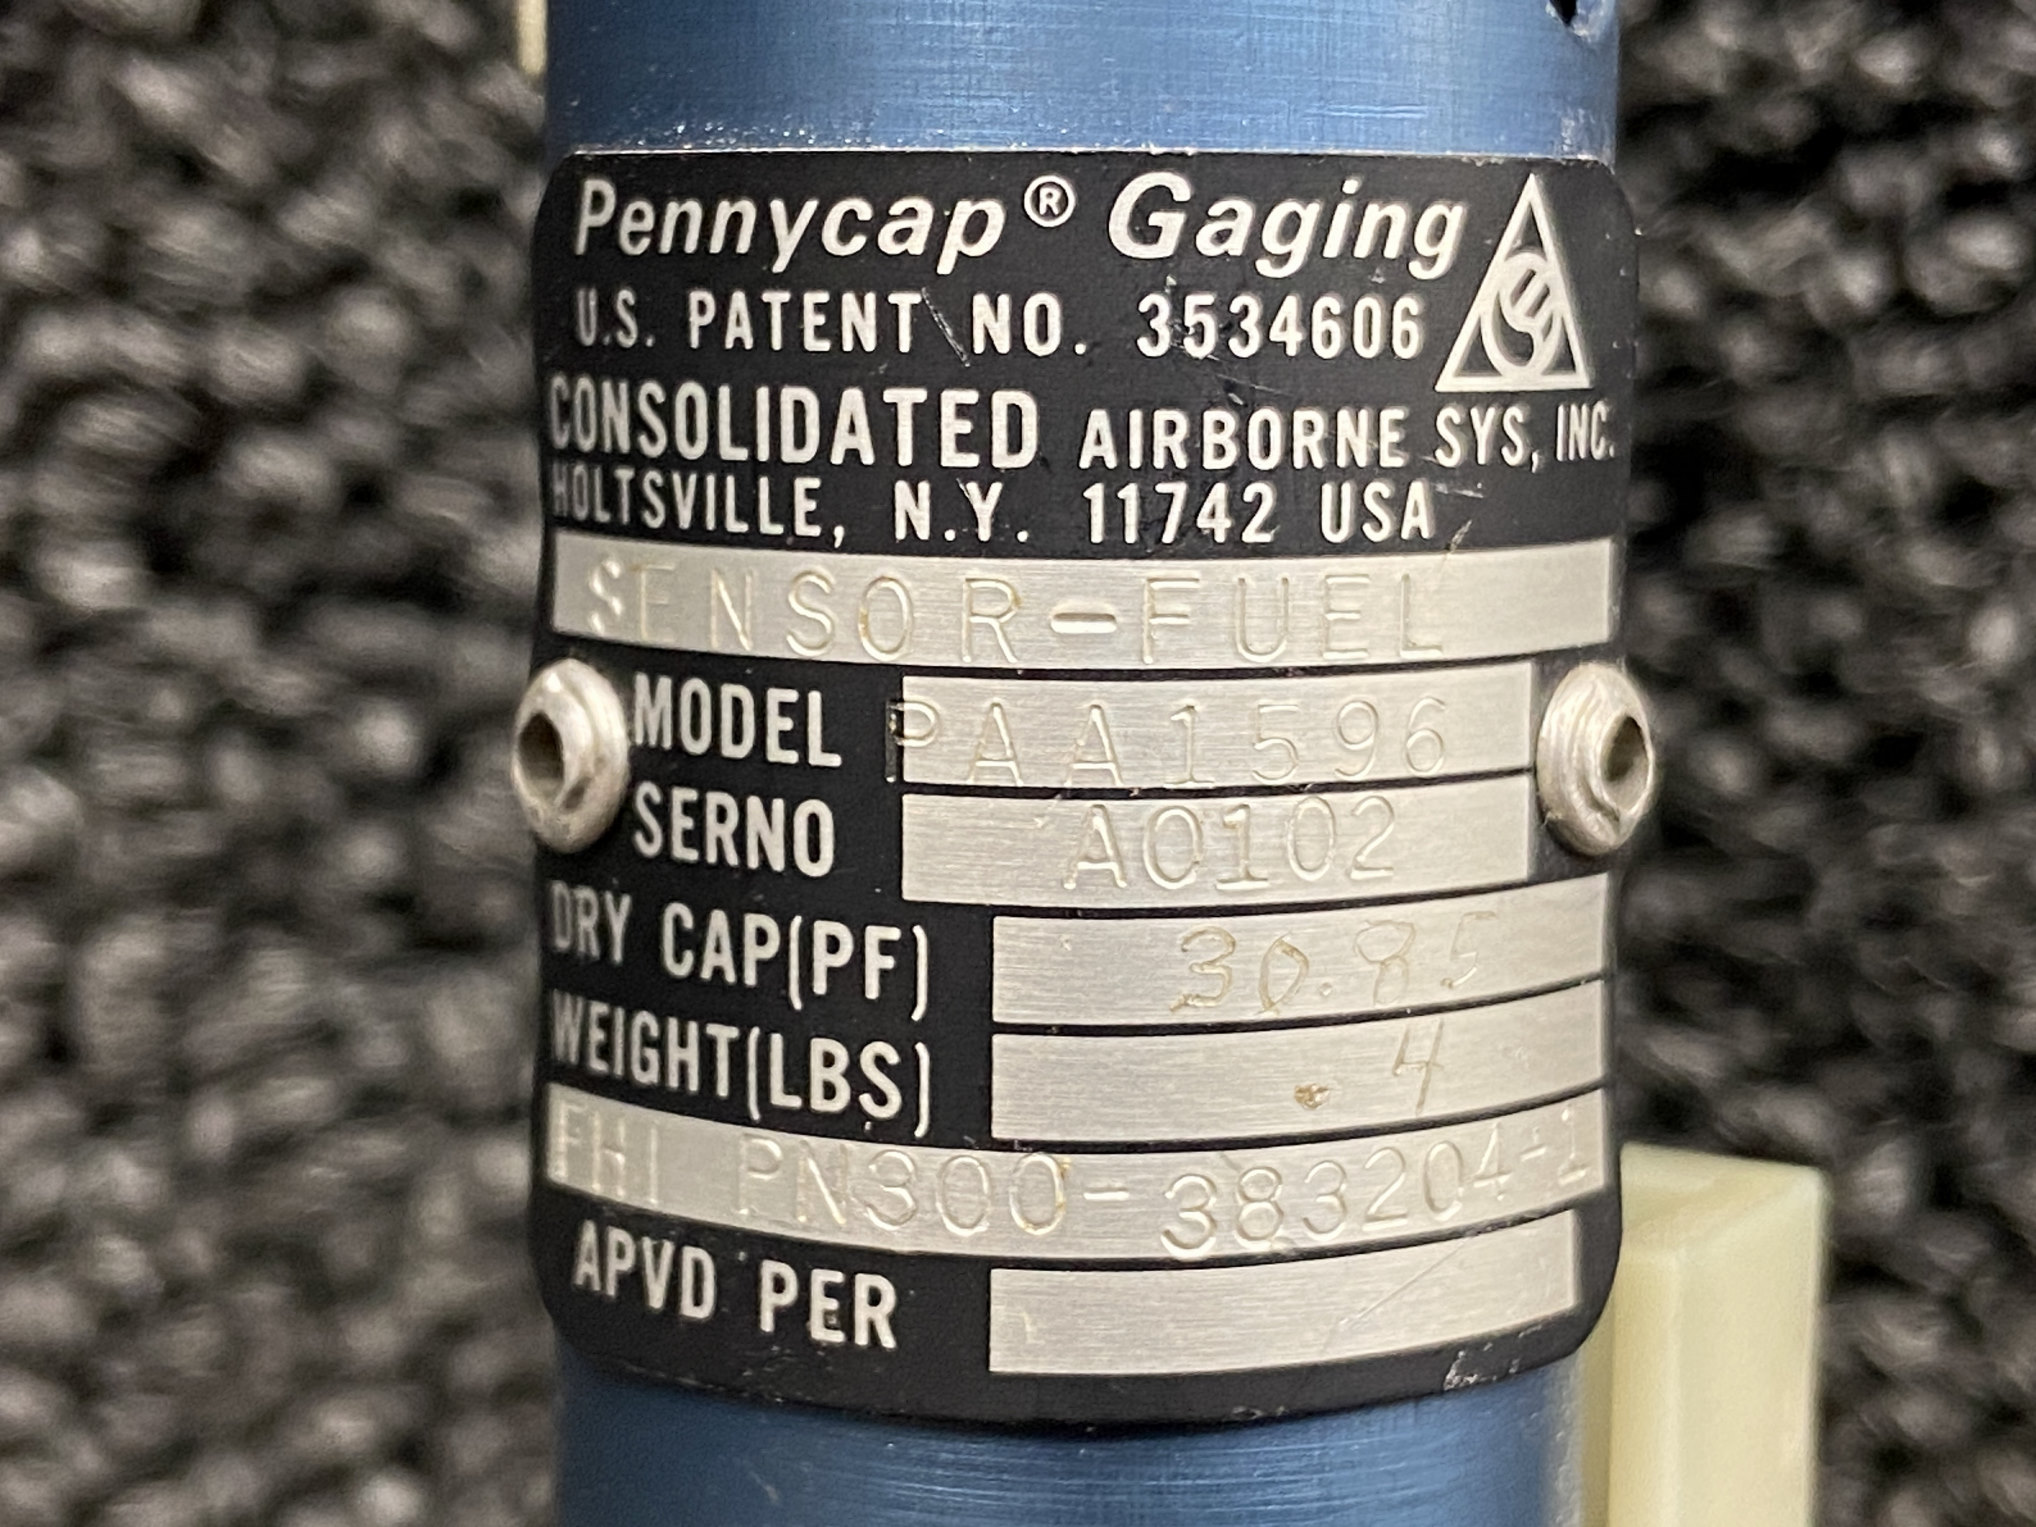 Pennycap® Gaging
U.S. PATENT NO. 3534606
CONSOLIDATED AIRBORNE SYS, INC.
HOLTSVILLE, N.Y. 11742 USA
SENSOR-FUEL
MODEL PAA1596
SERNO A0102
DRY CAP(PF) 30.85
WEIGHT(LBS) .4
FHI PN300-383204-1
APVD PER